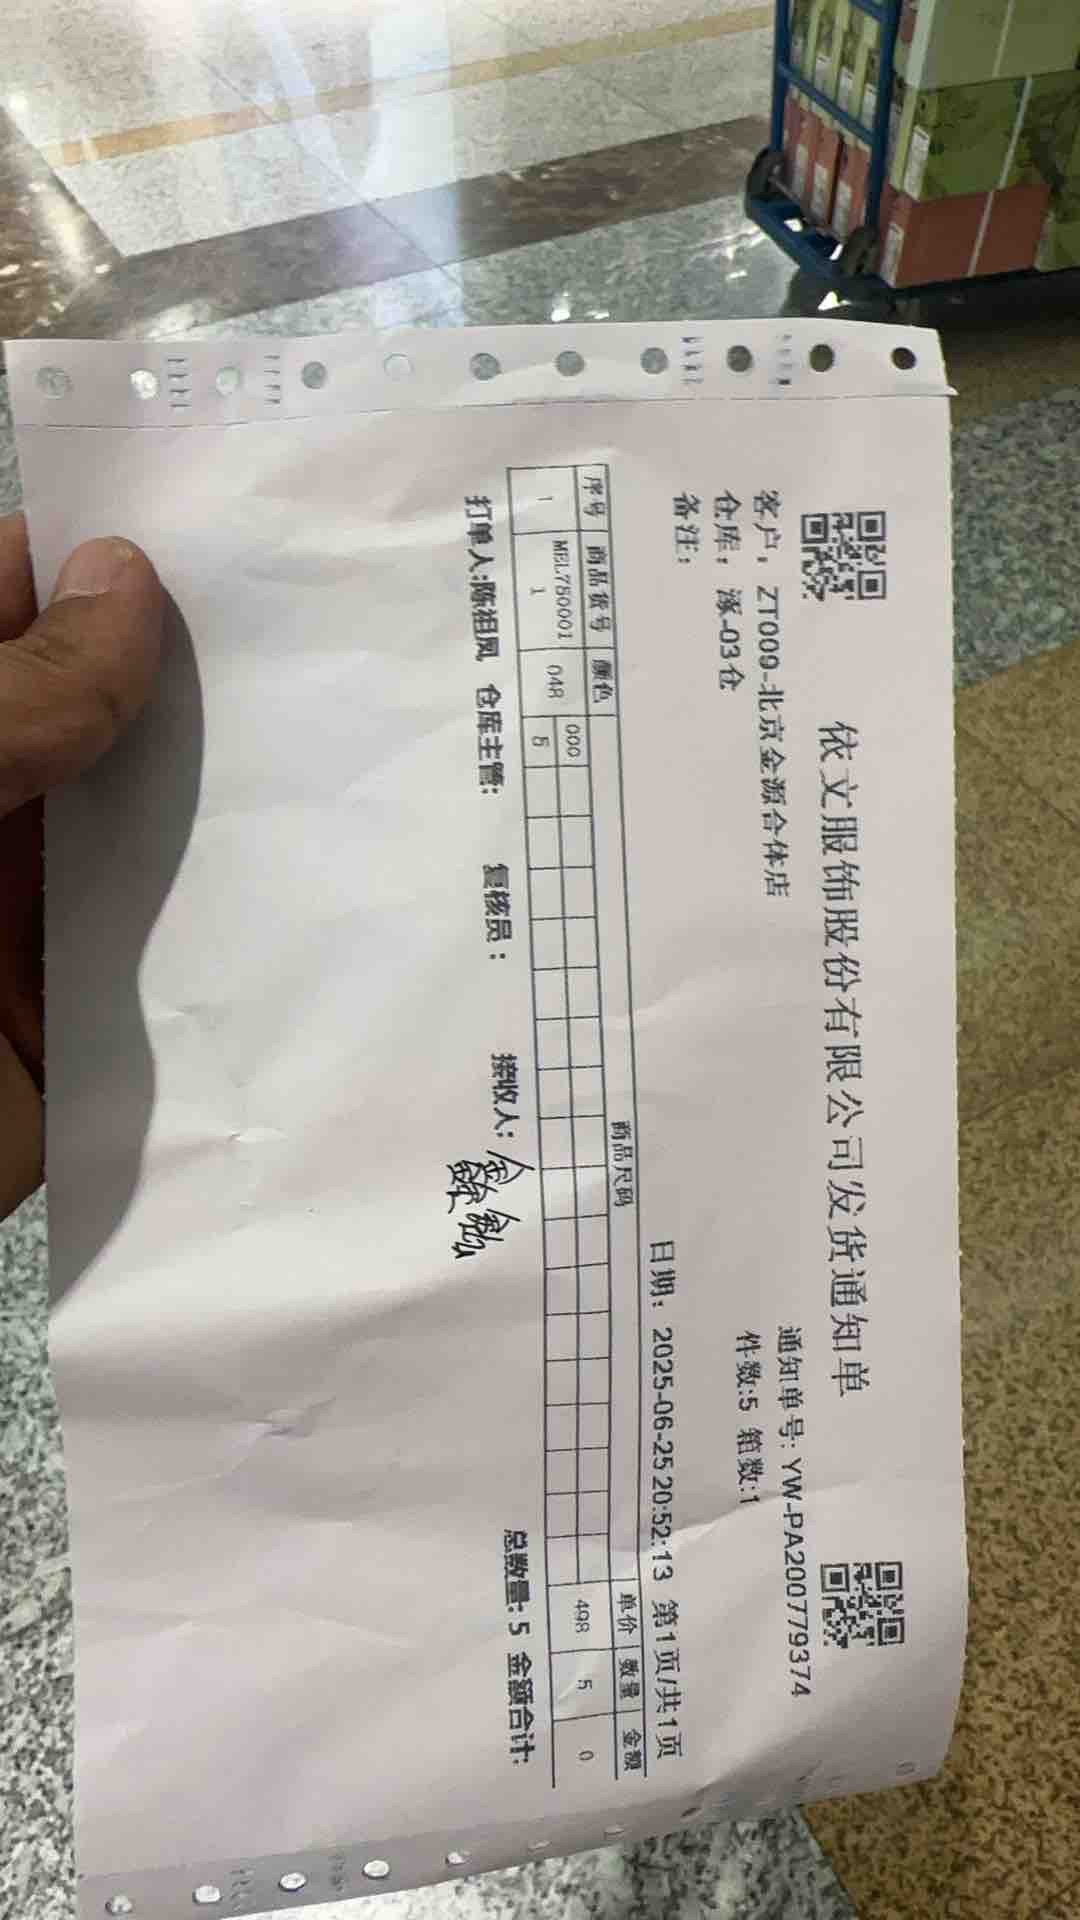 依文服饰股份有限公司发货通知单
通知单号: YW-PA200779374
客户: ZT009-北京金源合体店
件数:5 箱数:1
仓库: 涿-03仓
备注:
日期: 2025-06-25 20:52:13 第1页/共1页
序号 商品货号 颜色 商品尺码 单价 数量 金额
000
1 MEL7800011 048 5 498 5 0
打单人:陈祖凤 仓库主管: 复核员: 接收人:
总数量: 5 金额合计: